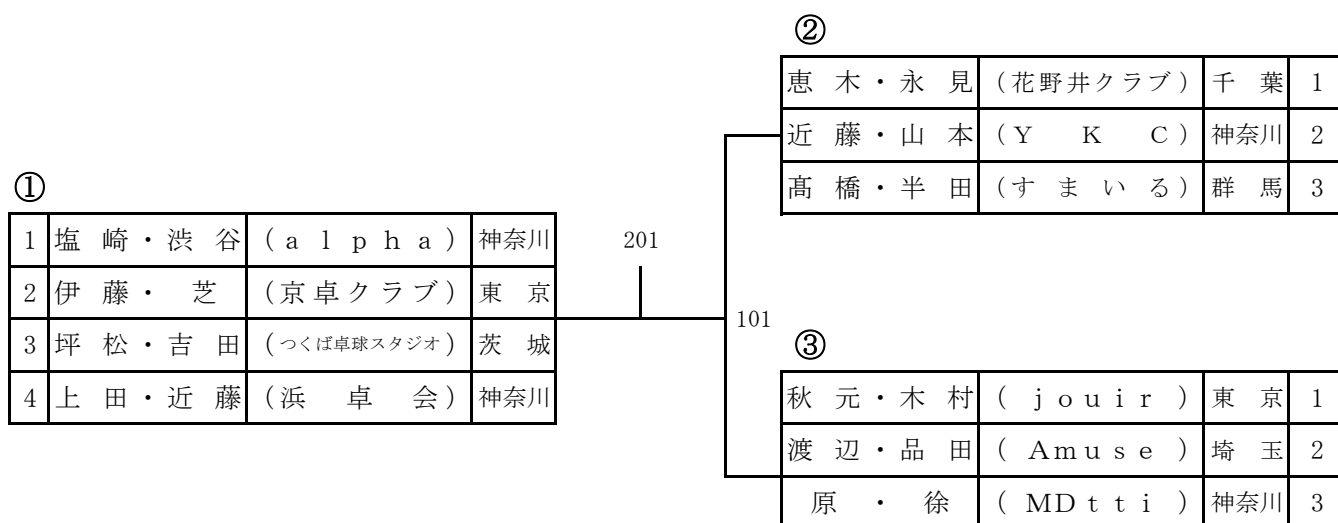 ②
恵木・永見 (花野井クラブ) 千葉 1
近藤・山本 (YKC) 神奈川 2
髙橋・半田 (すまいる) 群馬 3
①
1 塩崎・渋谷 (alpha) 神奈川
2 伊藤・芝 (京卓クラブ) 東京
3 坪松・吉田 (つくば卓球スタジオ) 茨城
4 上田・近藤 (浜卓会) 神奈川
201
101
③
秋元・木村 (jouir) 東京 1
渡辺・品田 (Amuse) 埼玉 2
原・徐 (MDtti) 神奈川 3